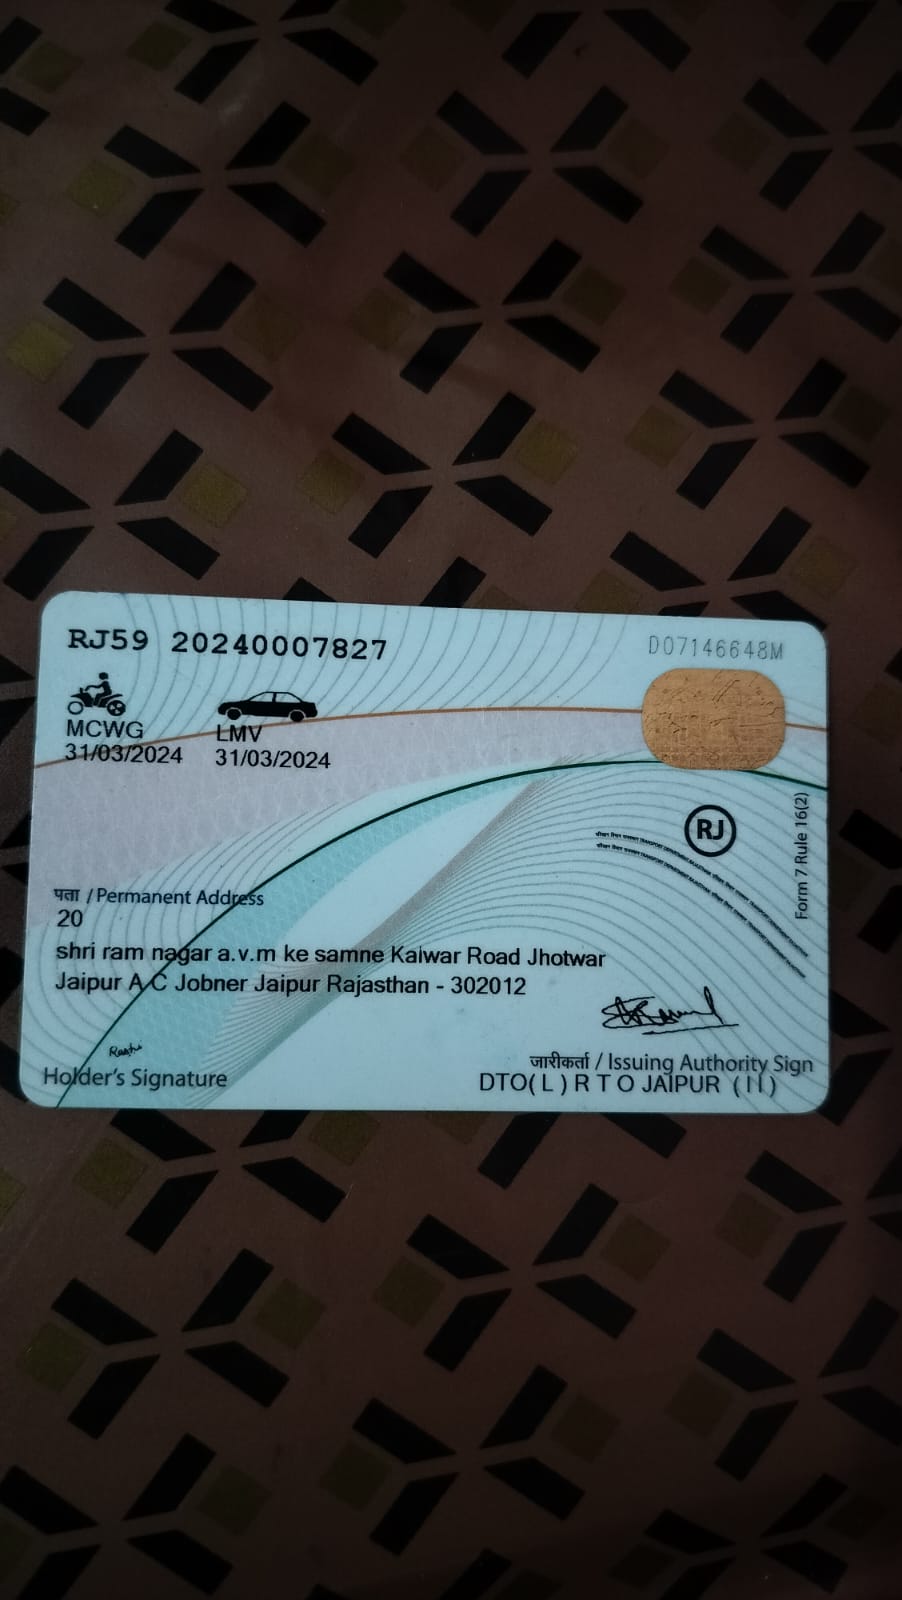 RJ59 20240007827
D07146648M
MCWG
31/03/2024
LMV
31/03/2024
RJ
Form 7 Rule 16(2)
पता / Permanent Address
20
shri ram nagar a.v.m ke samne Kalwar Road Jhotwar
Jaipur A C Jobner Jaipur Rajasthan - 302012
Holder's Signature
जारीकर्ता / Issuing Authority Sign
DTO( L ) R T O JAIPUR ( II )